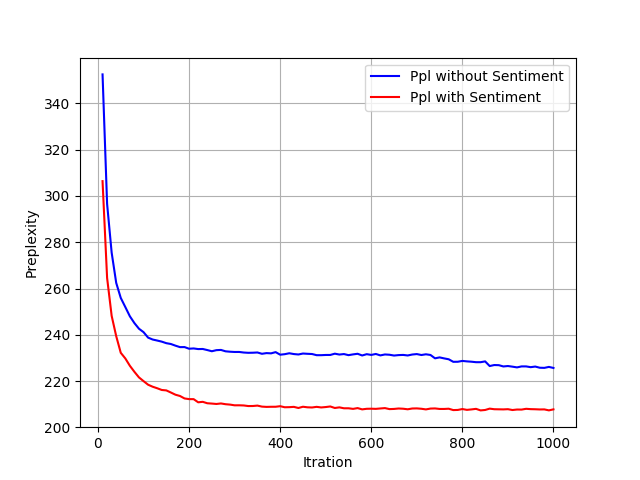 Ppl without Sentiment
Ppl with Sentiment
Preplexity
340
320
300
280
260
240
220
200
0 200 400 600 800 1000
Itration